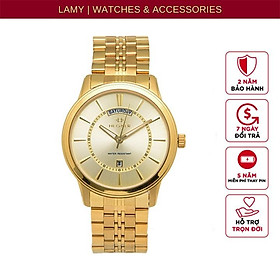 LAMY | WATCHES & ACCESSORIES
SATURDAY
WATER RESISTANT
2 NĂM
BẢO HÀNH
7 NGÀY
ĐỔI TRẢ
5 NĂM
MIỄN PHÍ THAY PIN
HỖ TRỢ
TRỌN ĐỜI